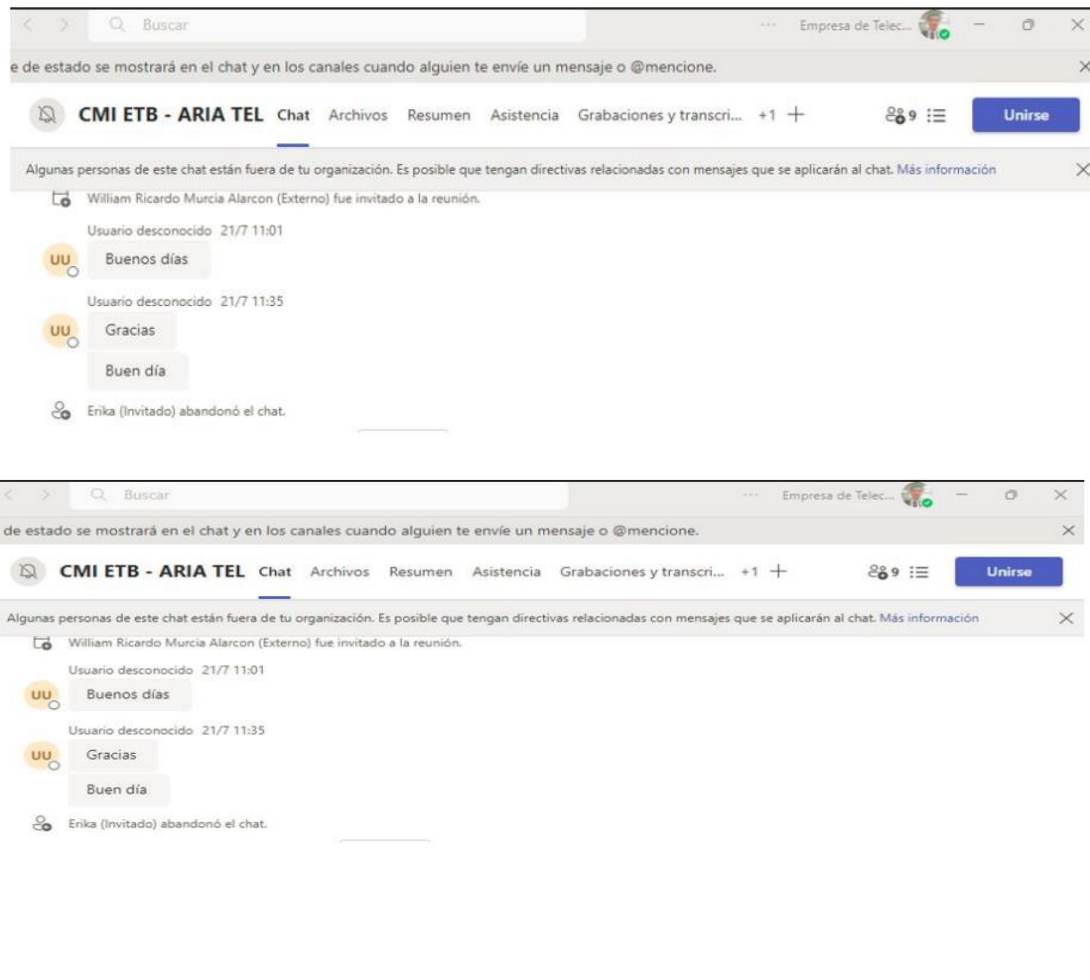 Buscar
Empresa de Telec...
e de estado se mostrará en el chat y en los canales cuando alguien te envíe un mensaje o @mencione.
CMI ETB - ARIA TEL Chat Archivos Resumen Asistencia Grabaciones y transcri... +1 9 Unirse
Algunas personas de este chat están fuera de tu organización. Es posible que tengan directivas relacionadas con mensajes que se aplicarán al chat. Más información
William Ricardo Murcia Alarcon (Externo) fue invitado a la reunión.
Usuario desconocido 21/7 11:01
UU Buenos días
Usuario desconocido 21/7 11:35
UU Gracias
Buen día
Erika (Invitado) abandonó el chat.
Buscar
Empresa de Telec...
de estado se mostrará en el chat y en los canales cuando alguien te envíe un mensaje o @mencione.
CMI ETB - ARIA TEL Chat Archivos Resumen Asistencia Grabaciones y transcri... +1 9 Unirse
Algunas personas de este chat están fuera de tu organización. Es posible que tengan directivas relacionadas con mensajes que se aplicarán al chat. Más información
William Ricardo Murcia Alarcon (Externo) fue invitado a la reunión.
Usuario desconocido 21/7 11:01
UU Buenos días
Usuario desconocido 21/7 11:35
UU Gracias
Buen día
Erika (Invitado) abandonó el chat.